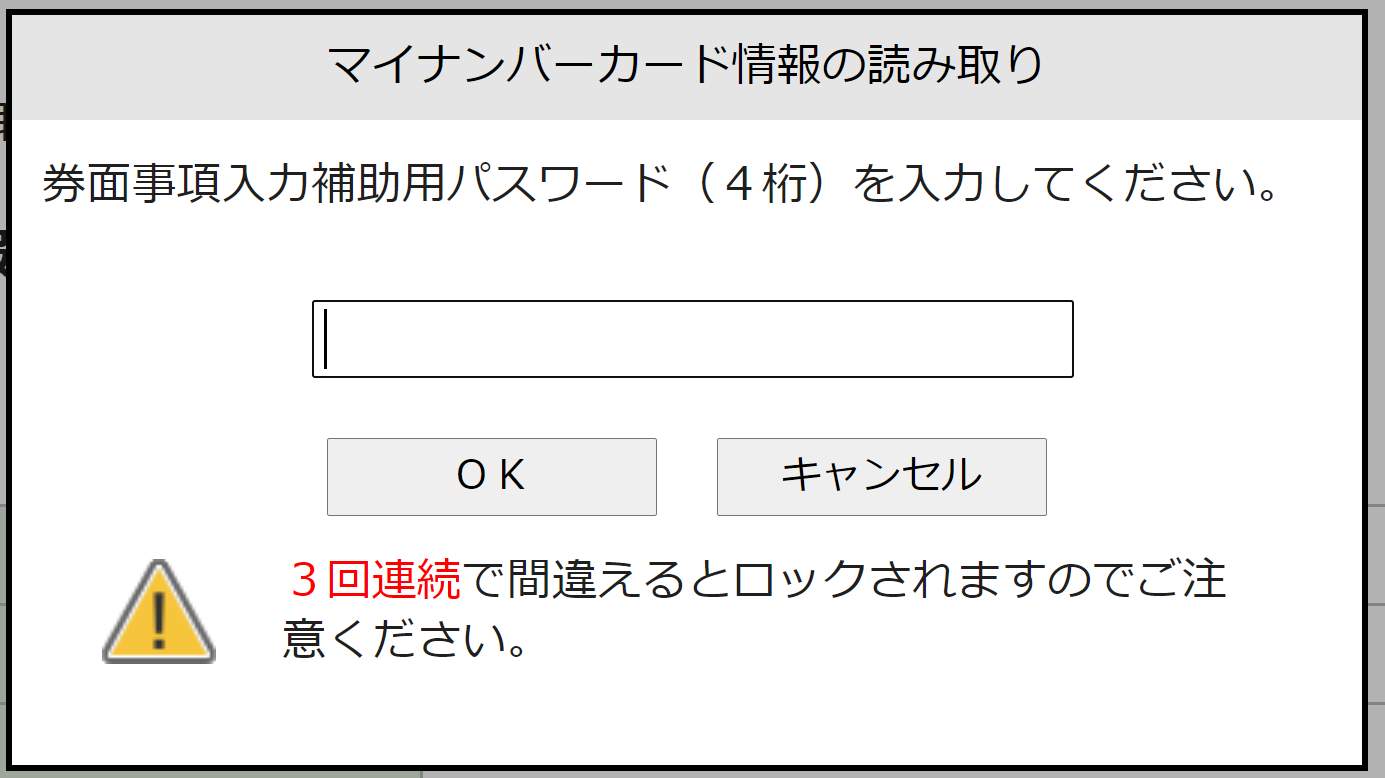 マイナンバーカード情報の読み取り
券面事項入力補助用パスワード（４桁）を入力してください。
ＯＫ
キャンセル
３回連続で間違えるとロックされますのでご注
意ください。